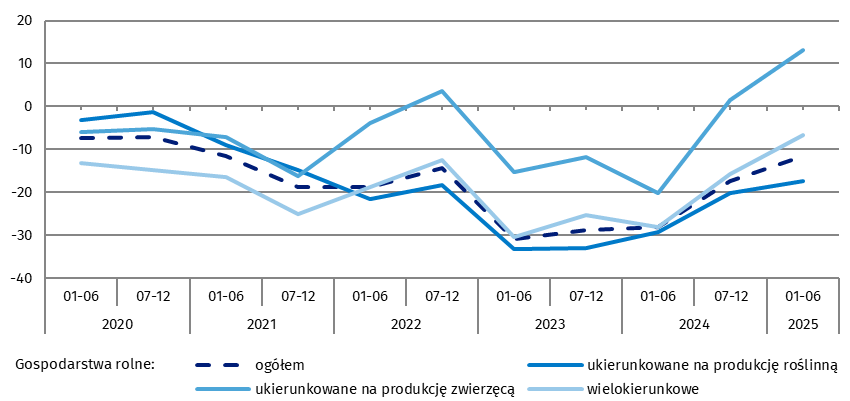 20
10
0
-10
-20
-30
-40
01-06 07-12 01-06 07-12 01-06 07-12 01-06 07-12 01-06 07-12 01-06
2020 2021 2022 2023 2024 2025
Gospodarstwa rolne: ogółem ukierunkowane na produkcję roślinną
ukierunkowane na produkcję zwierzęcą wielokierunkowe